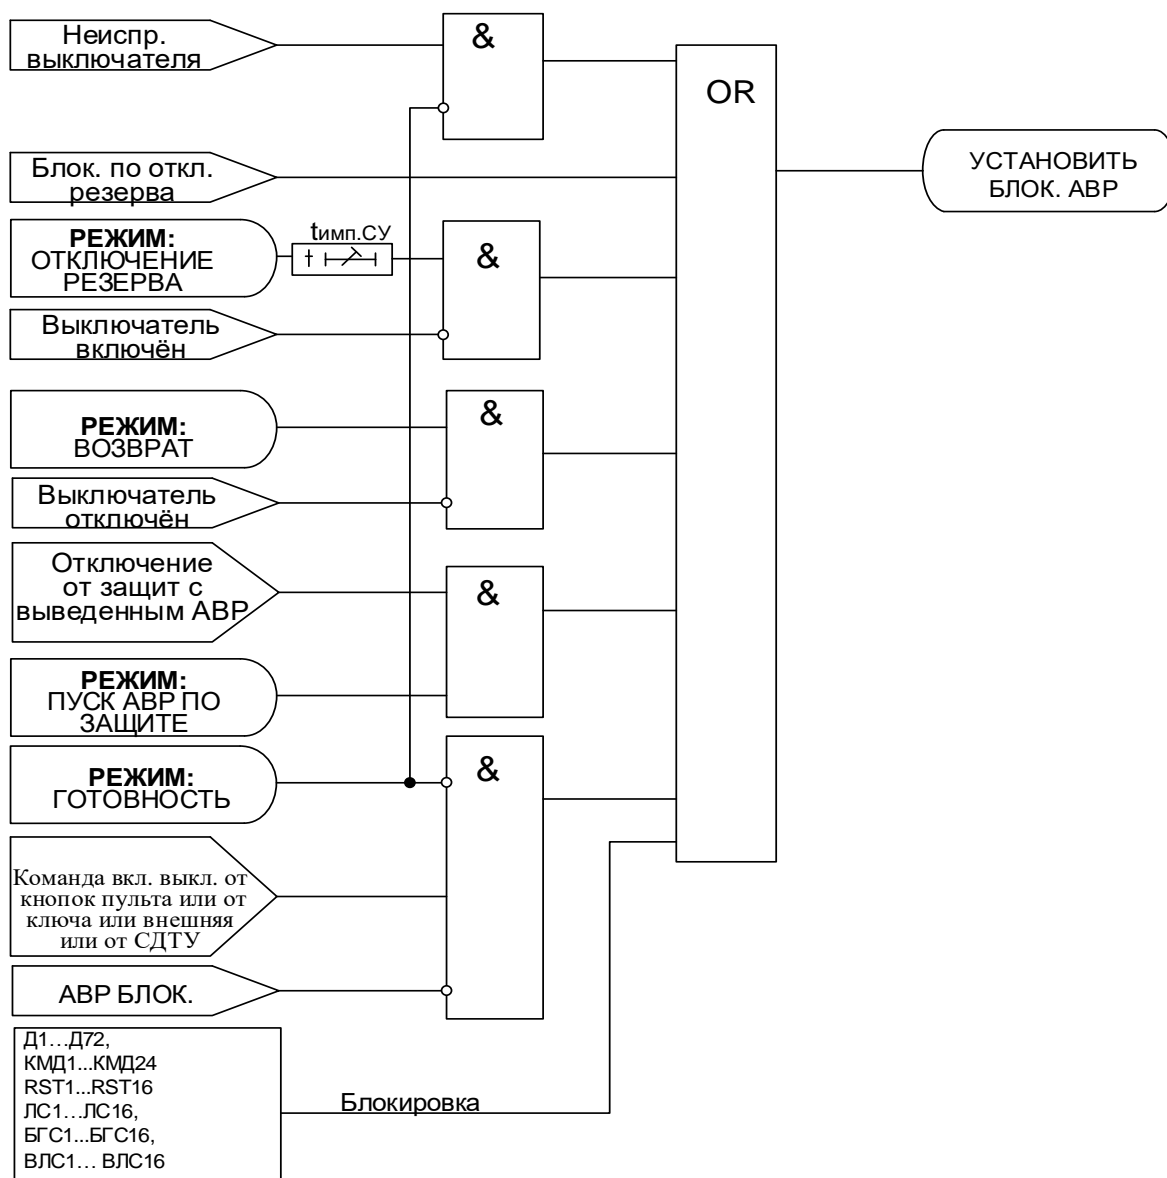 Неиспр.
выключателя
&
OR
Блок. по откл.
резерва
УСТАНОВИТЬ
БЛОК. АВР
РЕЖИМ:
ОТКЛЮЧЕНИЕ
РЕЗЕРВА
tимп.СУ
&
Выключатель
включён
РЕЖИМ:
ВОЗВРАТ
&
Выключатель
отключён
Отключение
от защит с
выведенным АВР
&
РЕЖИМ:
ПУСК АВР ПО
ЗАЩИТЕ
РЕЖИМ:
ГОТОВНОСТЬ
&
Команда вкл. выкл. от
кнопок пульта или от
ключа или внешняя
или от СДТУ
АВР БЛОК.
Д1…Д72,
КМД1...КМД24
RST1...RST16
ЛС1…ЛС16,
БГС1...БГС16,
ВЛС1… ВЛС16
Блокировка